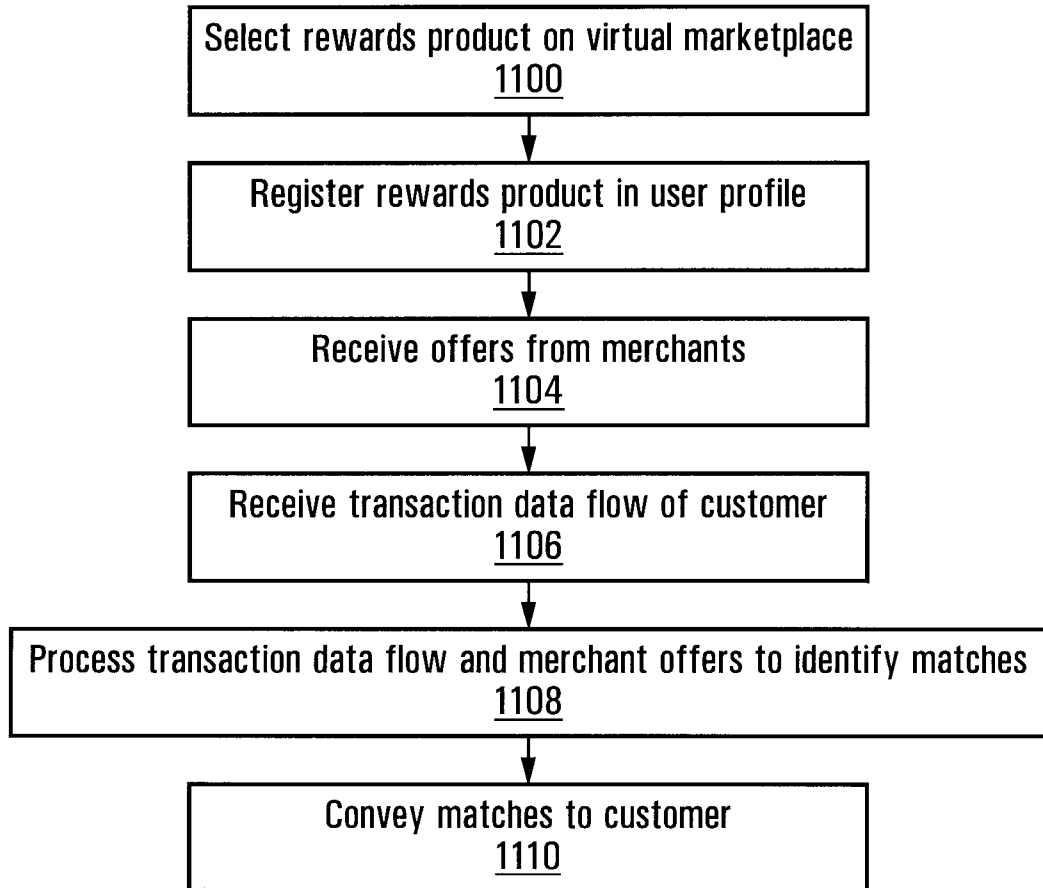 Select rewards product on virtual marketplace
1100
Register rewards product in user profile
1102
Receive offers from merchants
1104
Receive transaction data flow of customer
1106
Process transaction data flow and merchant offers to identify matches
1108
Convey matches to customer
1110